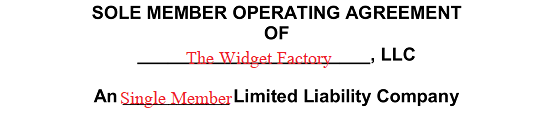 SOLE MEMBER OPERATING AGREEMENT
OF
The Widget Factory, LLC
An Single Member Limited Liability Company